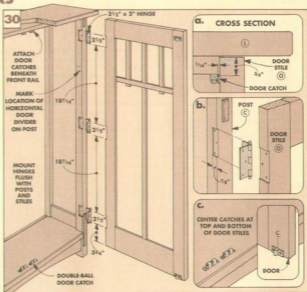 30
2½" x 2" HINGE
ATTACH
DOOR
CATCHES
BENEATH
FRONT RAIL
MARK
LOCATION OF
HORIZONTAL
DOOR
DIVIDER
ON POST
MOUNT
HINGES
FLUSH
WITH
POSTS
AND
STILES
DOUBLE-BALL
DOOR CATCH
a.
CROSS SECTION
L
DOOR
STILE
O
DOOR CATCH
b.
POST
C
DOOR
STILE
O
c.
CENTER CATCHES AT
TOP AND BOTTOM
OF DOOR STILES
DOOR